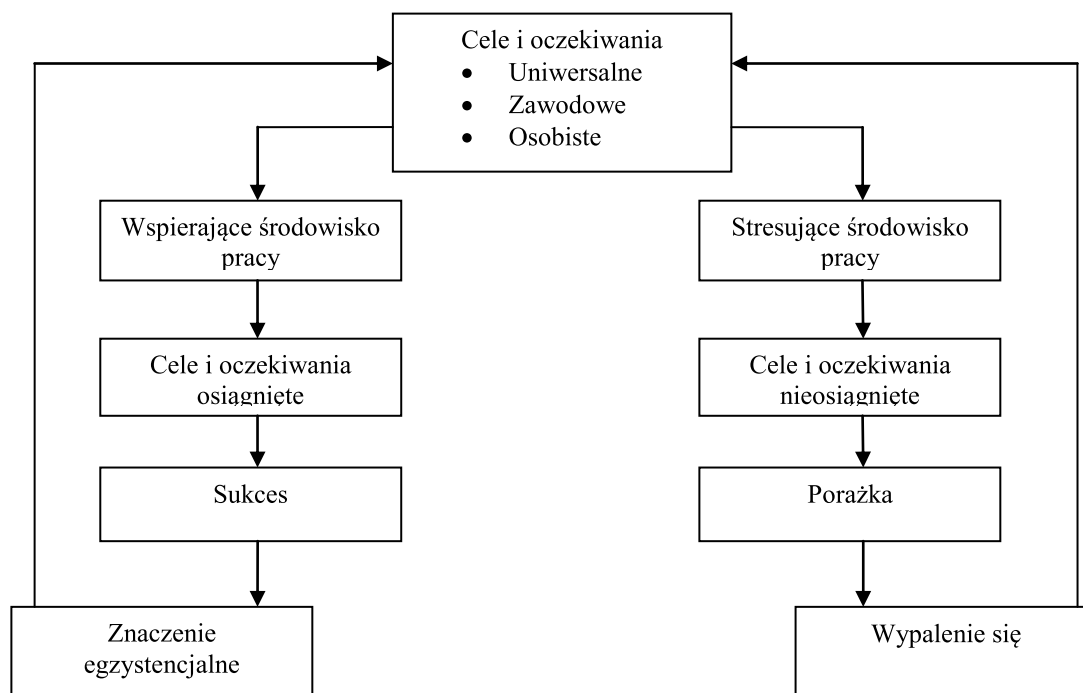 Cele i oczekiwania
• Uniwersalne
• Zawodowe
• Osobiste
Wspierające środowisko
pracy
Stresujące środowisko
pracy
Cele i oczekiwania
osiągnięte
Cele i oczekiwania
nieosiągnięte
Sukces
Porażka
Znaczenie
egzystencjalne
Wypalenie się